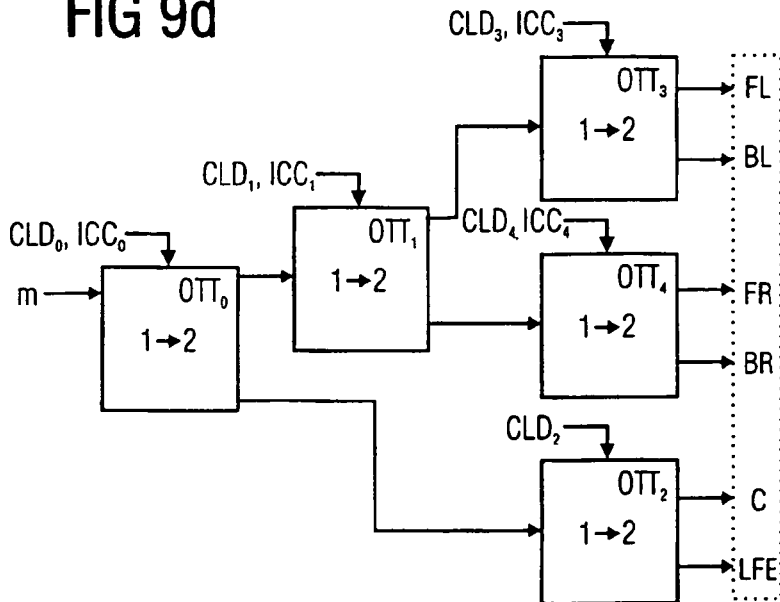 FIG 9d
CLD₃, ICC₃
OTT₃
1→2
FL
BL
CLD₁, ICC₁
OTT₁
1→2
CLD₄, ICC₄
OTT₄
1→2
FR
BR
CLD₀, ICC₀
m
OTT₀
1→2
CLD₂
OTT₂
1→2
C
LFE